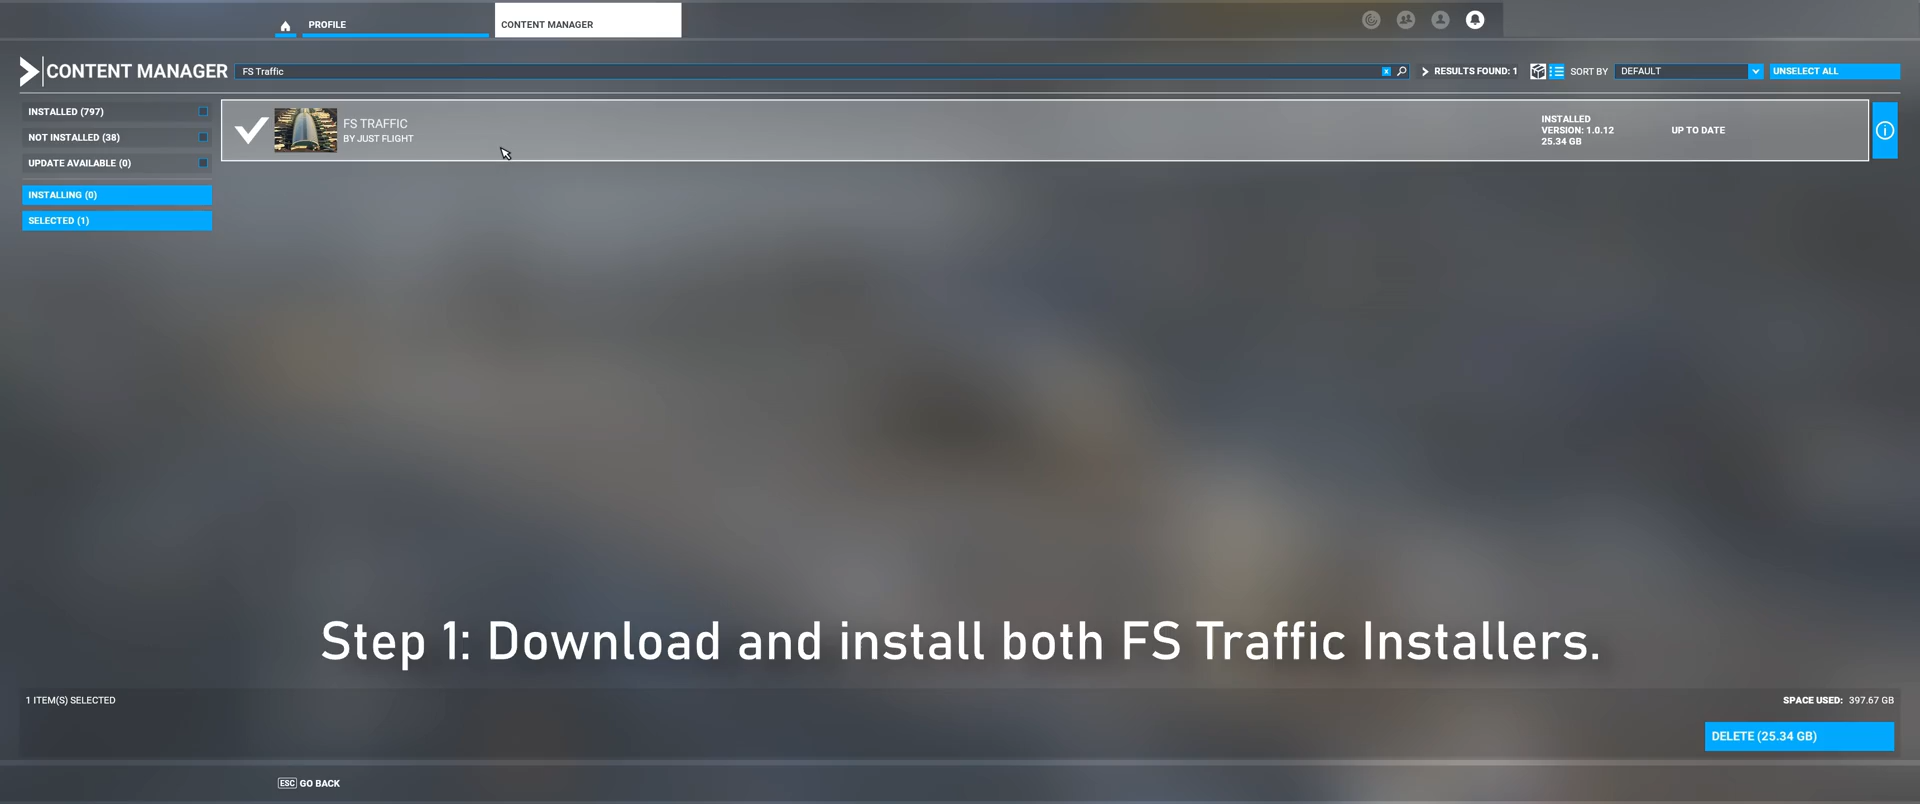 PROFILE
CONTENT MANAGER
CONTENT MANAGER
FS Traffic
x
RESULTS FOUND: 1
SORT BY
DEFAULT
UNSELECT ALL
INSTALLED (797)
NOT INSTALLED (38)
UPDATE AVAILABLE (0)
INSTALLING (0)
SELECTED (1)
FS TRAFFIC
BY JUST FLIGHT
INSTALLED
VERSION: 1.0.12
25.34 GB
UP TO DATE
Step 1: Download and install both FS Traffic Installers.
1 ITEM(S) SELECTED
SPACE USED: 397.67 GB
DELETE (25.34 GB)
ESC GO BACK